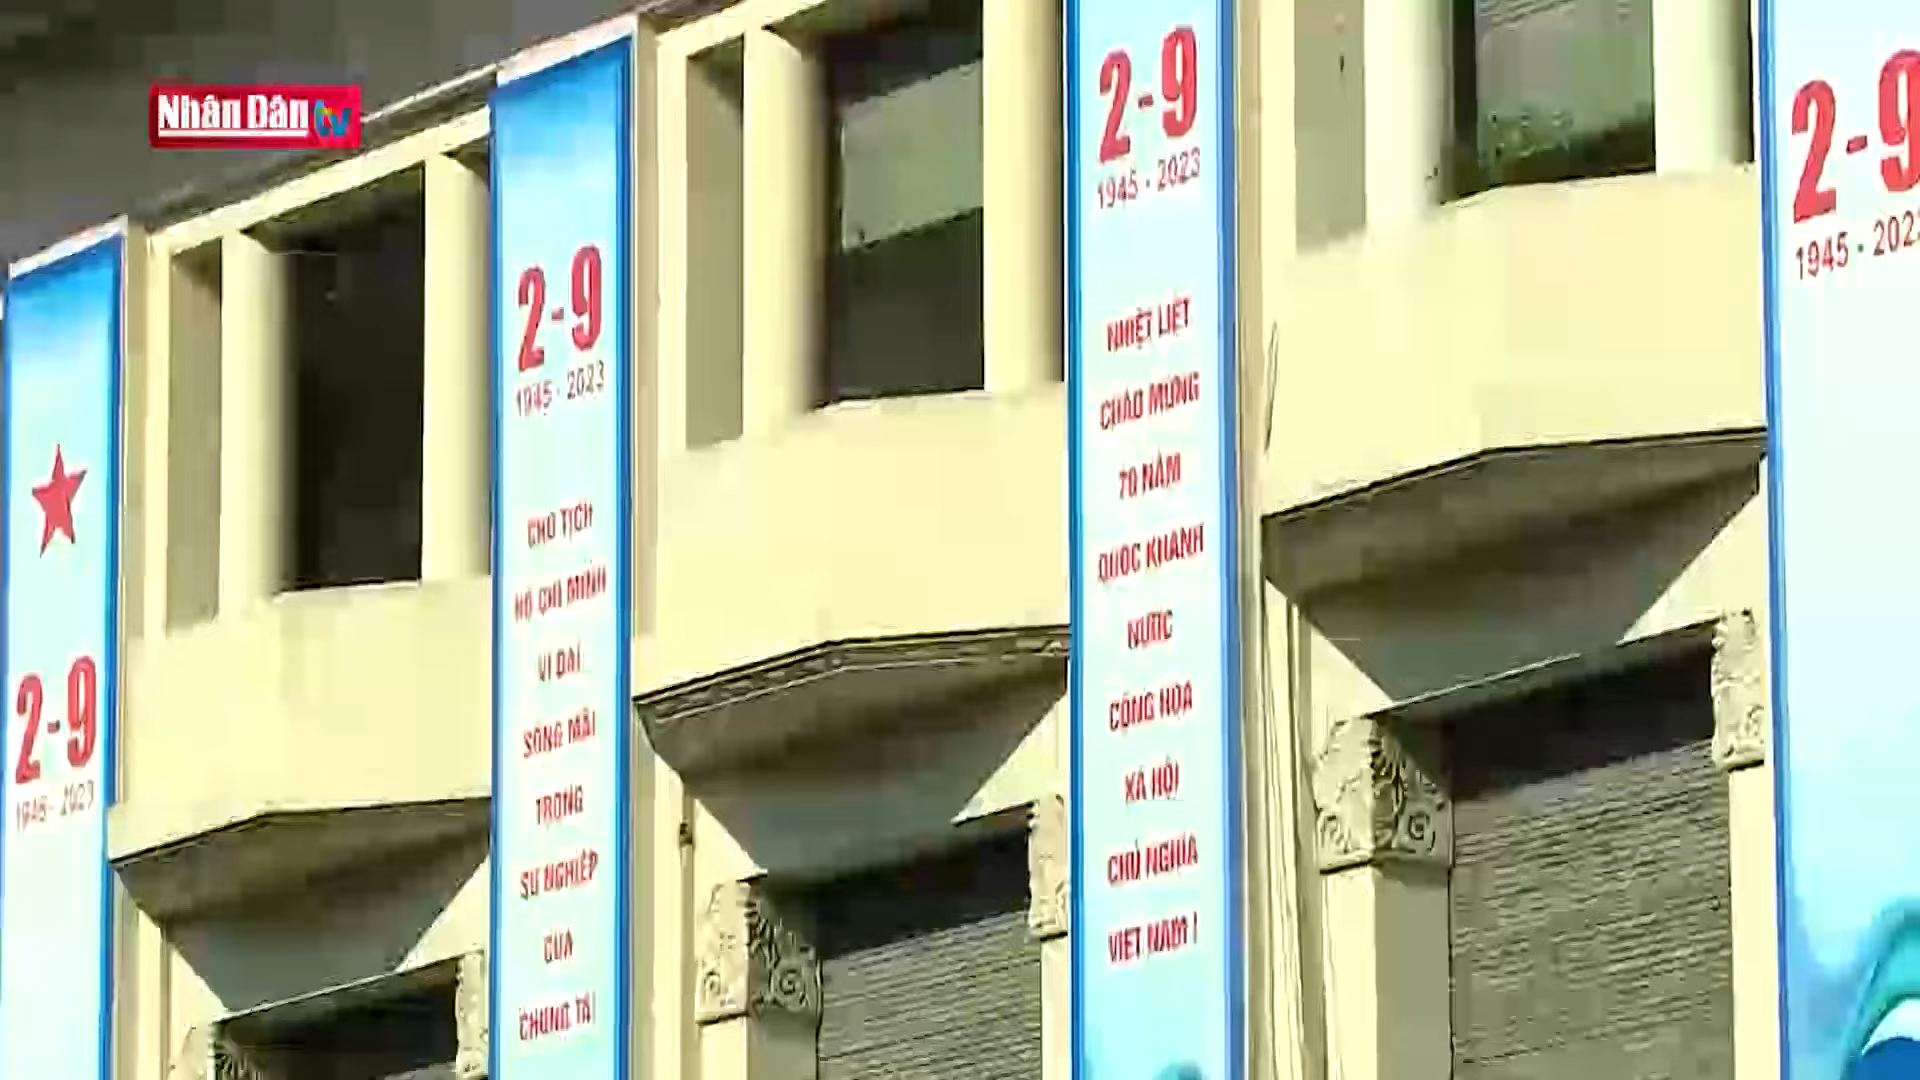 Nhân Dân tv
2-9
1945 - 2023
2-9
1945 - 2023
CHỦ TỊCH
HỒ CHÍ MINH
VĨ ĐẠI
SỐNG MÃI
TRONG
SỰ NGHIỆP
CỦA
CHÚNG TA!
2-9
1945 - 2023
NHIỆT LIỆT
CHÀO MỪNG
QUỐC KHÁNH
NƯỚC
CỘNG HÒA
XÃ HỘI
CHỦ NGHĨA
VIỆT NAM !
2-9
1945 - 202